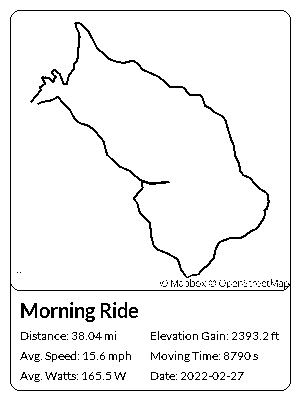 © Mapbox © OpenStreetMap
Morning Ride
Distance: 38.04 mi
Elevation Gain: 2393.2 ft
Avg. Speed: 15.6 mph
Moving Time: 8790 s
Avg. Watts: 165.5 W
Date: 2022-02-27